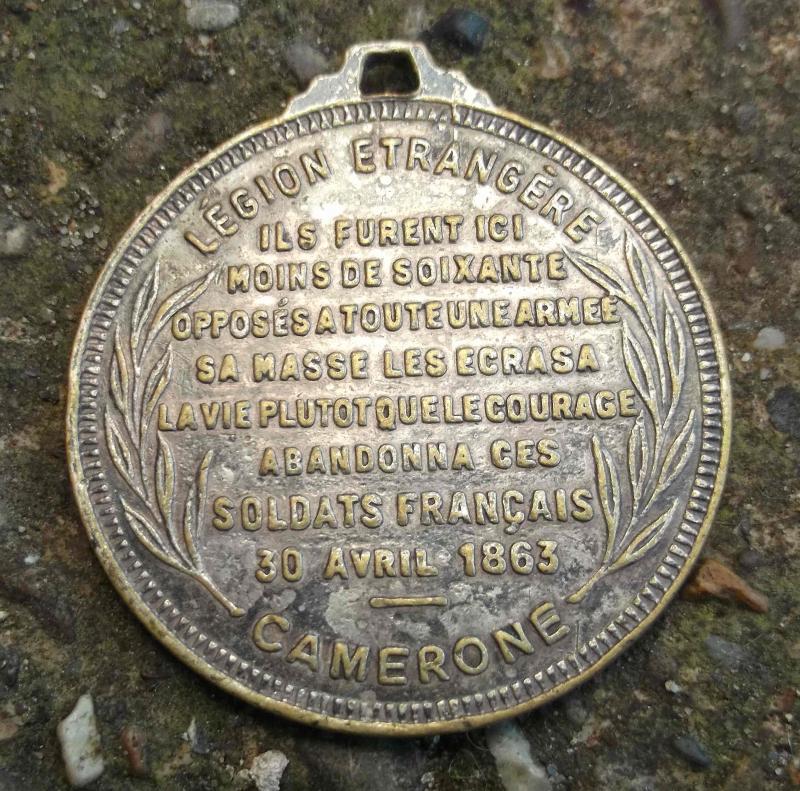 LÉGION ETRANGÈRE
ILS FURENT ICI
MOINS DE SOIXANTE
OPPOSÉS A TOUTE UNE ARMEE
SA MASSE LES ECRASA
LA VIE PLUTOT QUE LE COURAGE
ABANDONNA CES
SOLDATS FRANÇAIS
30 AVRIL 1863
CAMERONE